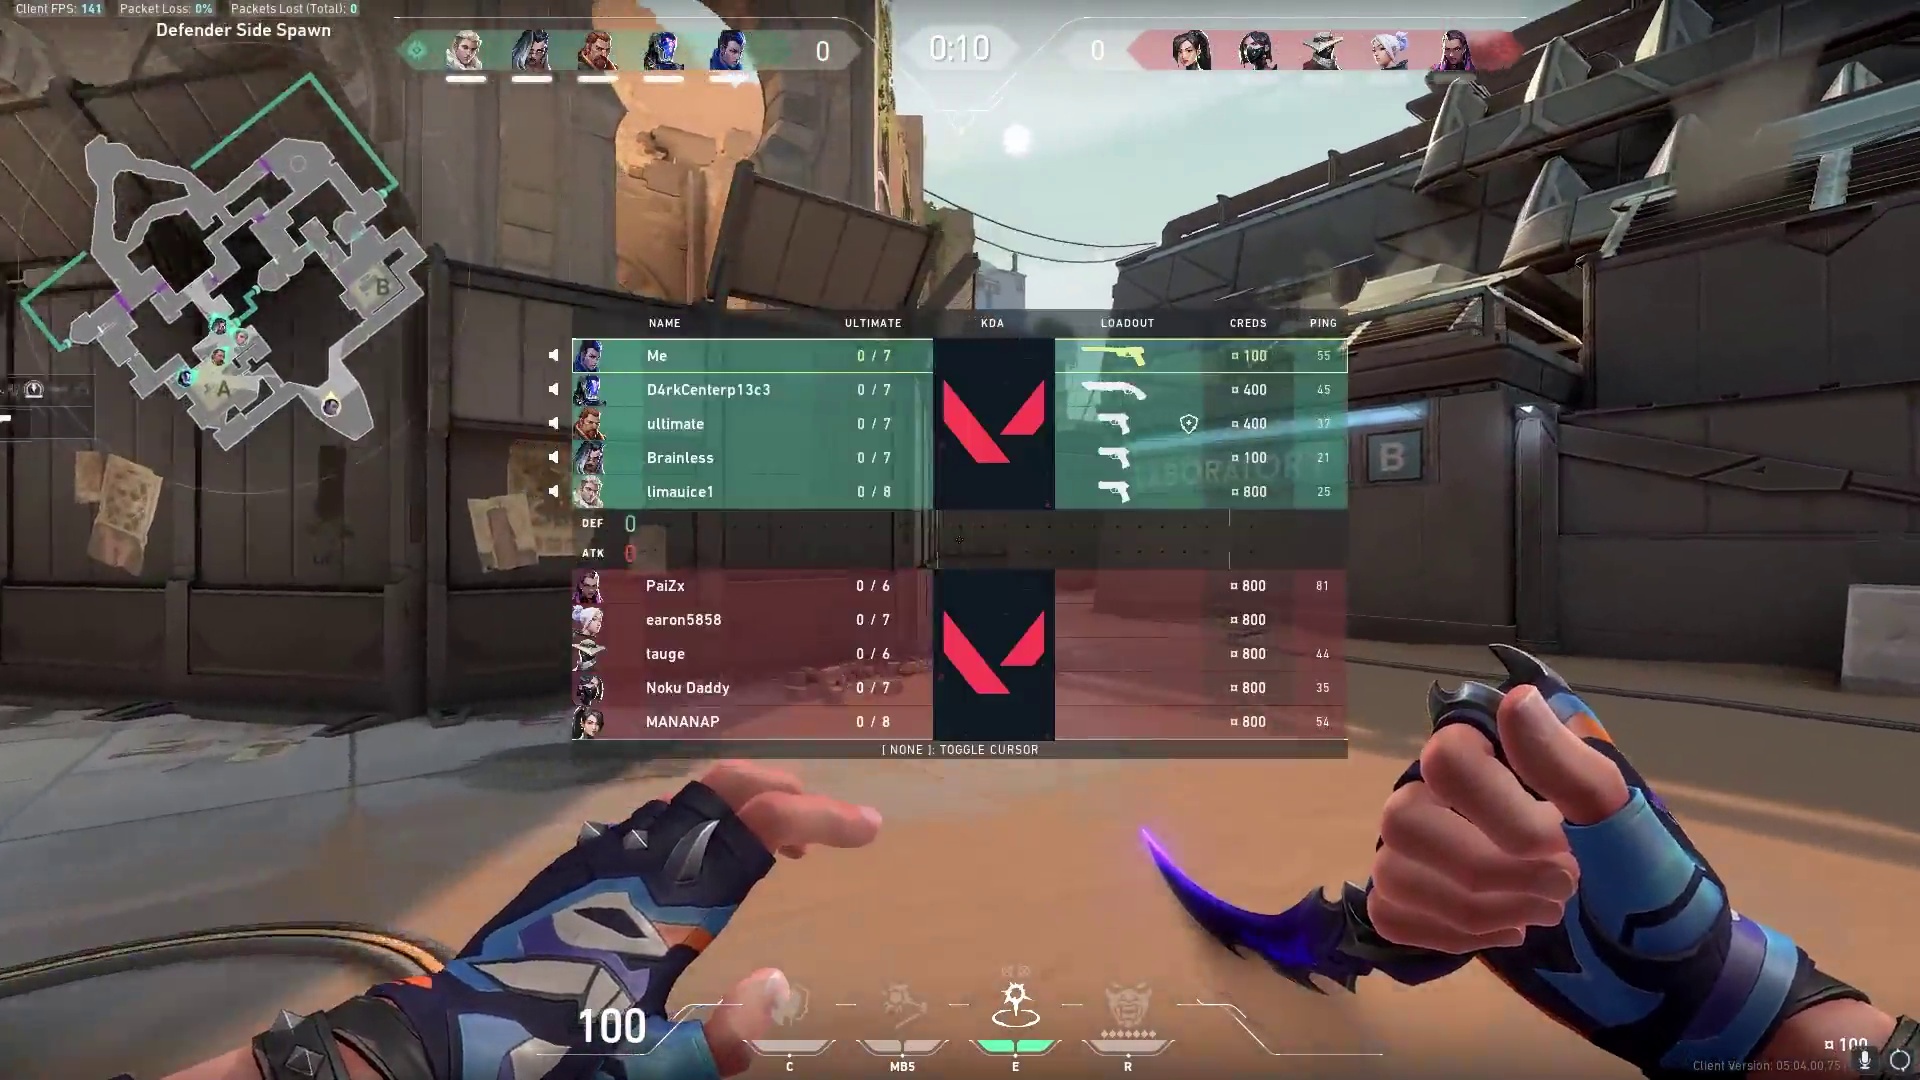 Client FPS: 141 Packet Loss: 0% Packets Lost (Total): 0
Defender Side Spawn
0 0:10 0
B
A
NAME ULTIMATE KDA LOADOUT CREDS PING
Me 0 / 7 ¤ 100 55
D4rkCenterp13c3 0 / 7 ¤ 400 45
ultimate 0 / 7 ¤ 400 37
Brainless 0 / 7 ¤ 100 21
limauice1 0 / 8 ¤ 800 25
LABORATOR
B
DEF 0
ATK 0
PaiZx 0 / 6 ¤ 800 81
earon5858 0 / 7 ¤ 800
tauge 0 / 6 ¤ 800 44
Noku Daddy 0 / 7 ¤ 800 35
MANANAP 0 / 8 ¤ 800 54
[ NONE ]: TOGGLE CURSOR
100
C MB5 E R
¤ 100
Client Version: 05.04.00.75